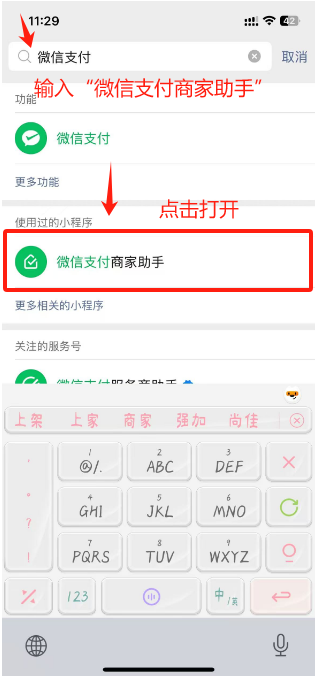 11:29
42
微信支付
取消
输入“微信支付商家助手”
功能
微信支付
更多功能
点击打开
使用过的小程序
微信支付商家助手
更多相关的小程序
关注的服务号
微信支付服务商助手
上架 上家 商家 强加 尚佳
, 1 @/. 2 ABC 3 DEF
。 4 GHI 5 JKL 6 MNO
? ! 7 PQRS 8 TUV 9 WXYZ
123 中/英